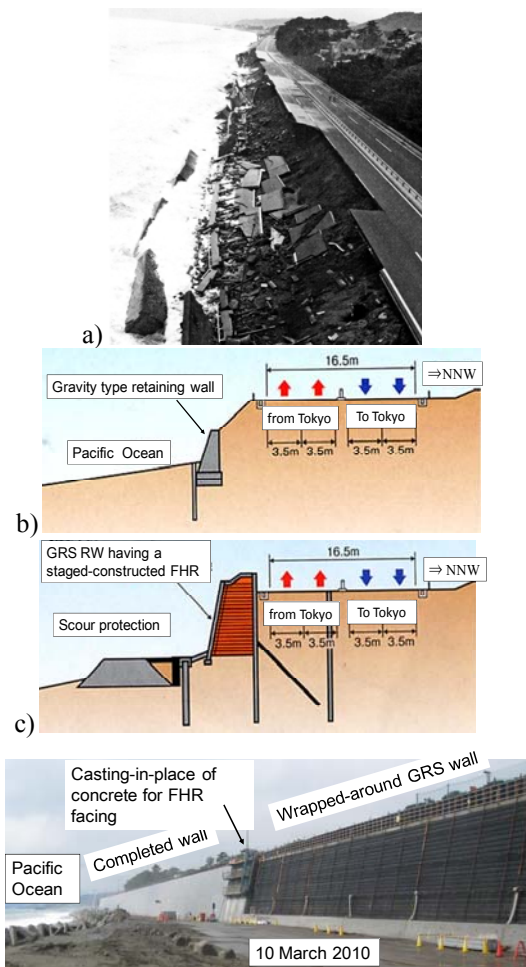 a)
16.5m
⇒NNW
Gravity type retaining wall
from Tokyo
To Tokyo
Pacific Ocean
3.5m 3.5m
3.5m 3.5m
b)
GRS RW having a
staged-constructed FHR
16.5m
⇒ NNW
Scour protection
from Tokyo
To Tokyo
3.5m 3.5m
3.5m 3.5m
c)
Casting-in-place of
concrete for FHR
facing
Wrapped-around GRS wall
Completed wall
Pacific
Ocean
10 March 2010